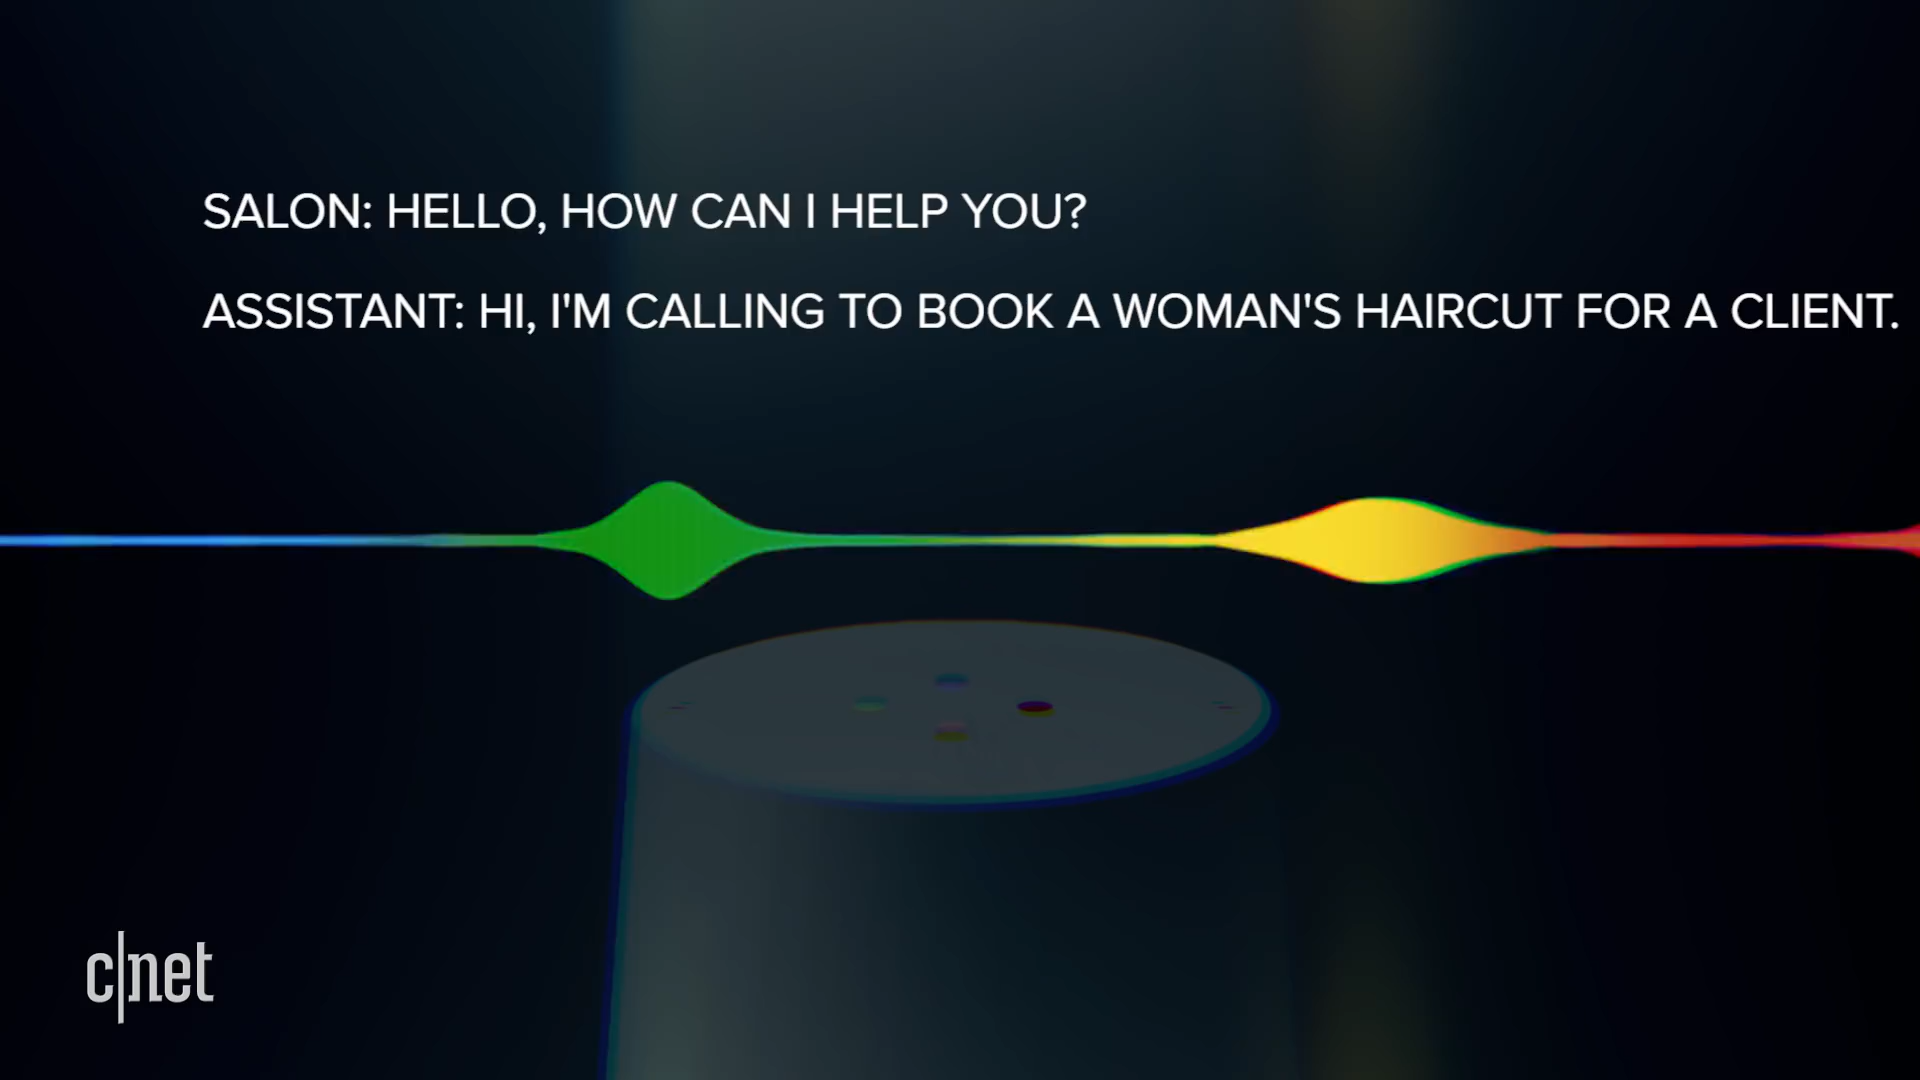 SALON: HELLO, HOW CAN I HELP YOU?
ASSISTANT: HI, I'M CALLING TO BOOK A WOMAN'S HAIRCUT FOR A CLIENT.
c|net